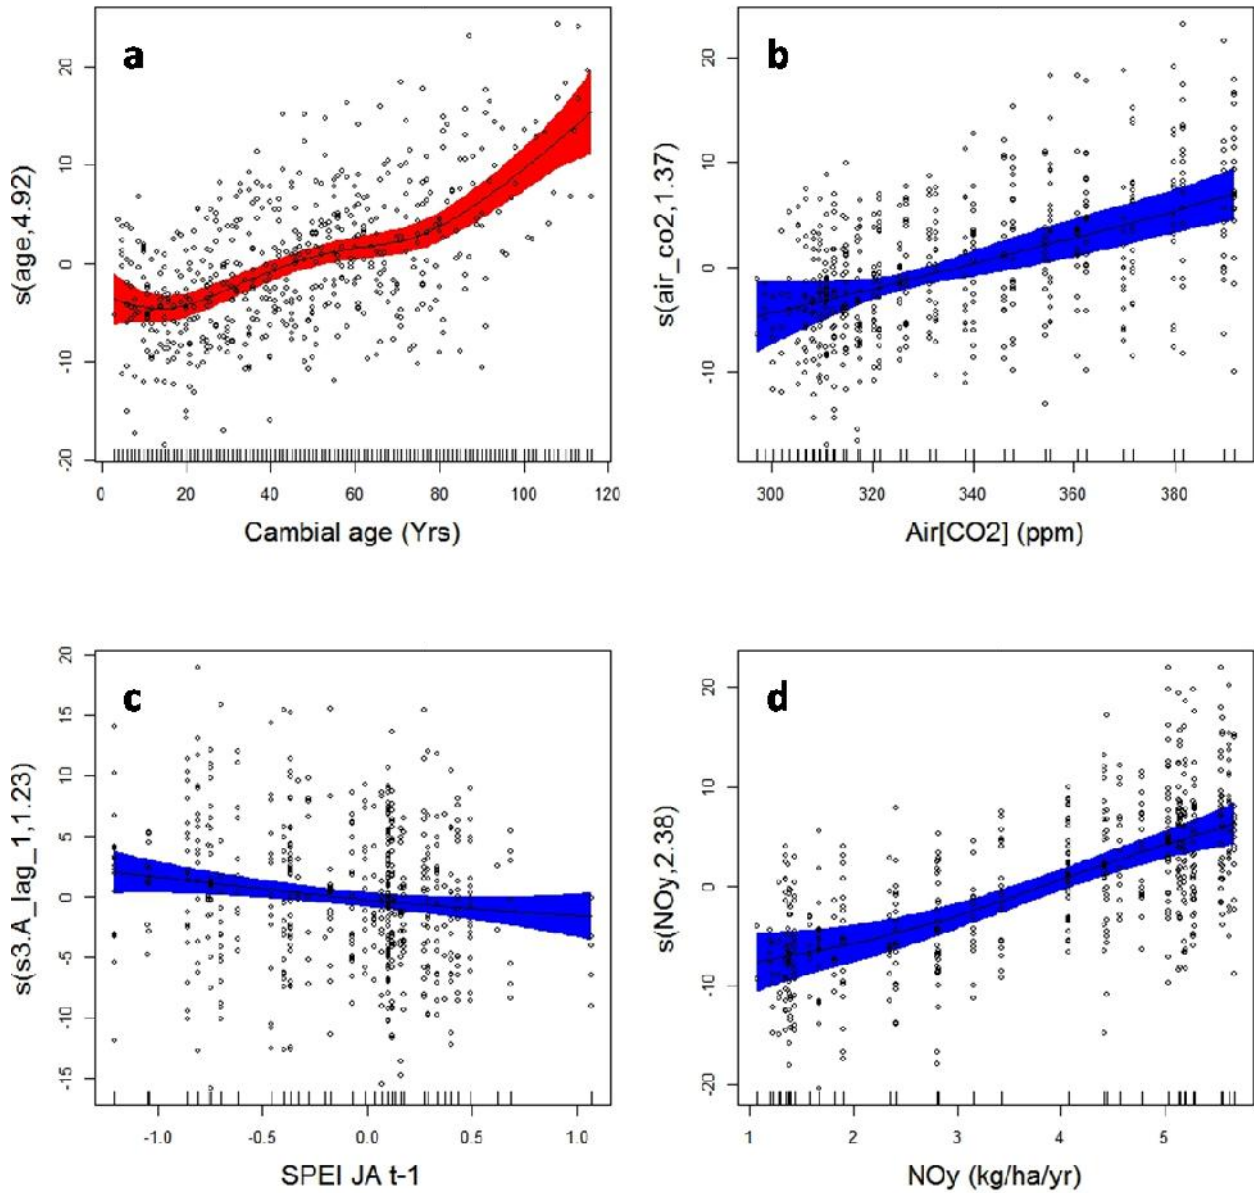 a
s(age,4.92)
20
10
0
-10
-20
0 20 40 60 80 100 120
Cambial age (Yrs)
b
s(air_co2,1.37)
20
10
0
-10
300 320 340 360 380
Air[CO2] (ppm)
c
s(s3.A_lag_1,1.23)
20
15
10
5
0
-5
-10
-15
-1.0 -0.5 0.0 0.5 1.0
SPEI JA t-1
d
s(NOy,2.38)
20
10
0
-10
-20
1 2 3 4 5
NOy (kg/ha/yr)